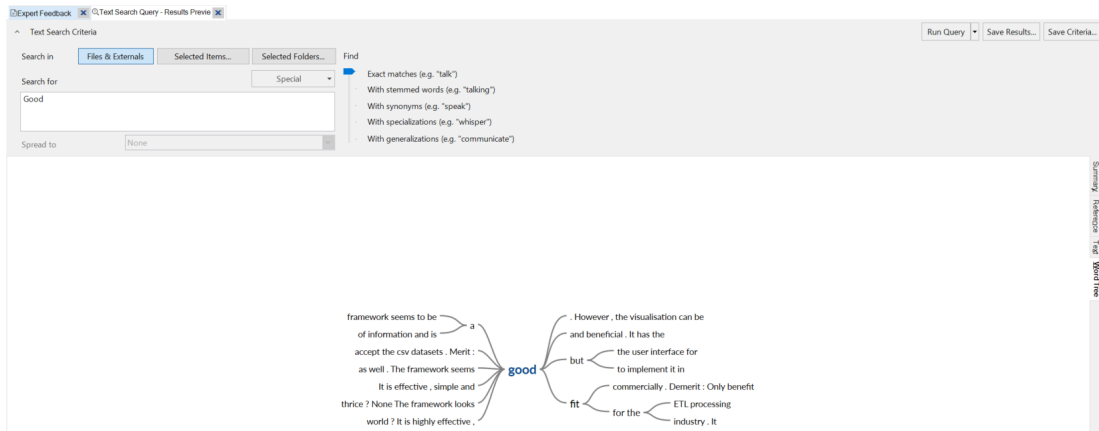 Expert Feedback
Text Search Query - Results Previe
Text Search Criteria
Run Query
Save Results...
Save Criteria...
Search in
Files & Externals
Selected Items...
Selected Folders...
Find
Search for
Special
Exact matches (e.g. "talk")
With stemmed words (e.g. "talking")
Good
With synonyms (e.g. "speak")
With specializations (e.g. "whisper")
With generalizations (e.g. "communicate")
Spread to
None
Summary
Reference
Text
Word Tree
framework seems to be
of information and is
a
accept the csv datasets . Merit :
as well . The framework seems
It is effective , simple and
thrice ? None The framework looks
world ? It is highly effective ,
good
. However , the visualisation can be
and beneficial . It has the
but
the user interface for
to implement it in
fit
commercially . Demerit : Only benefit
for the
ETL processing
industry . It